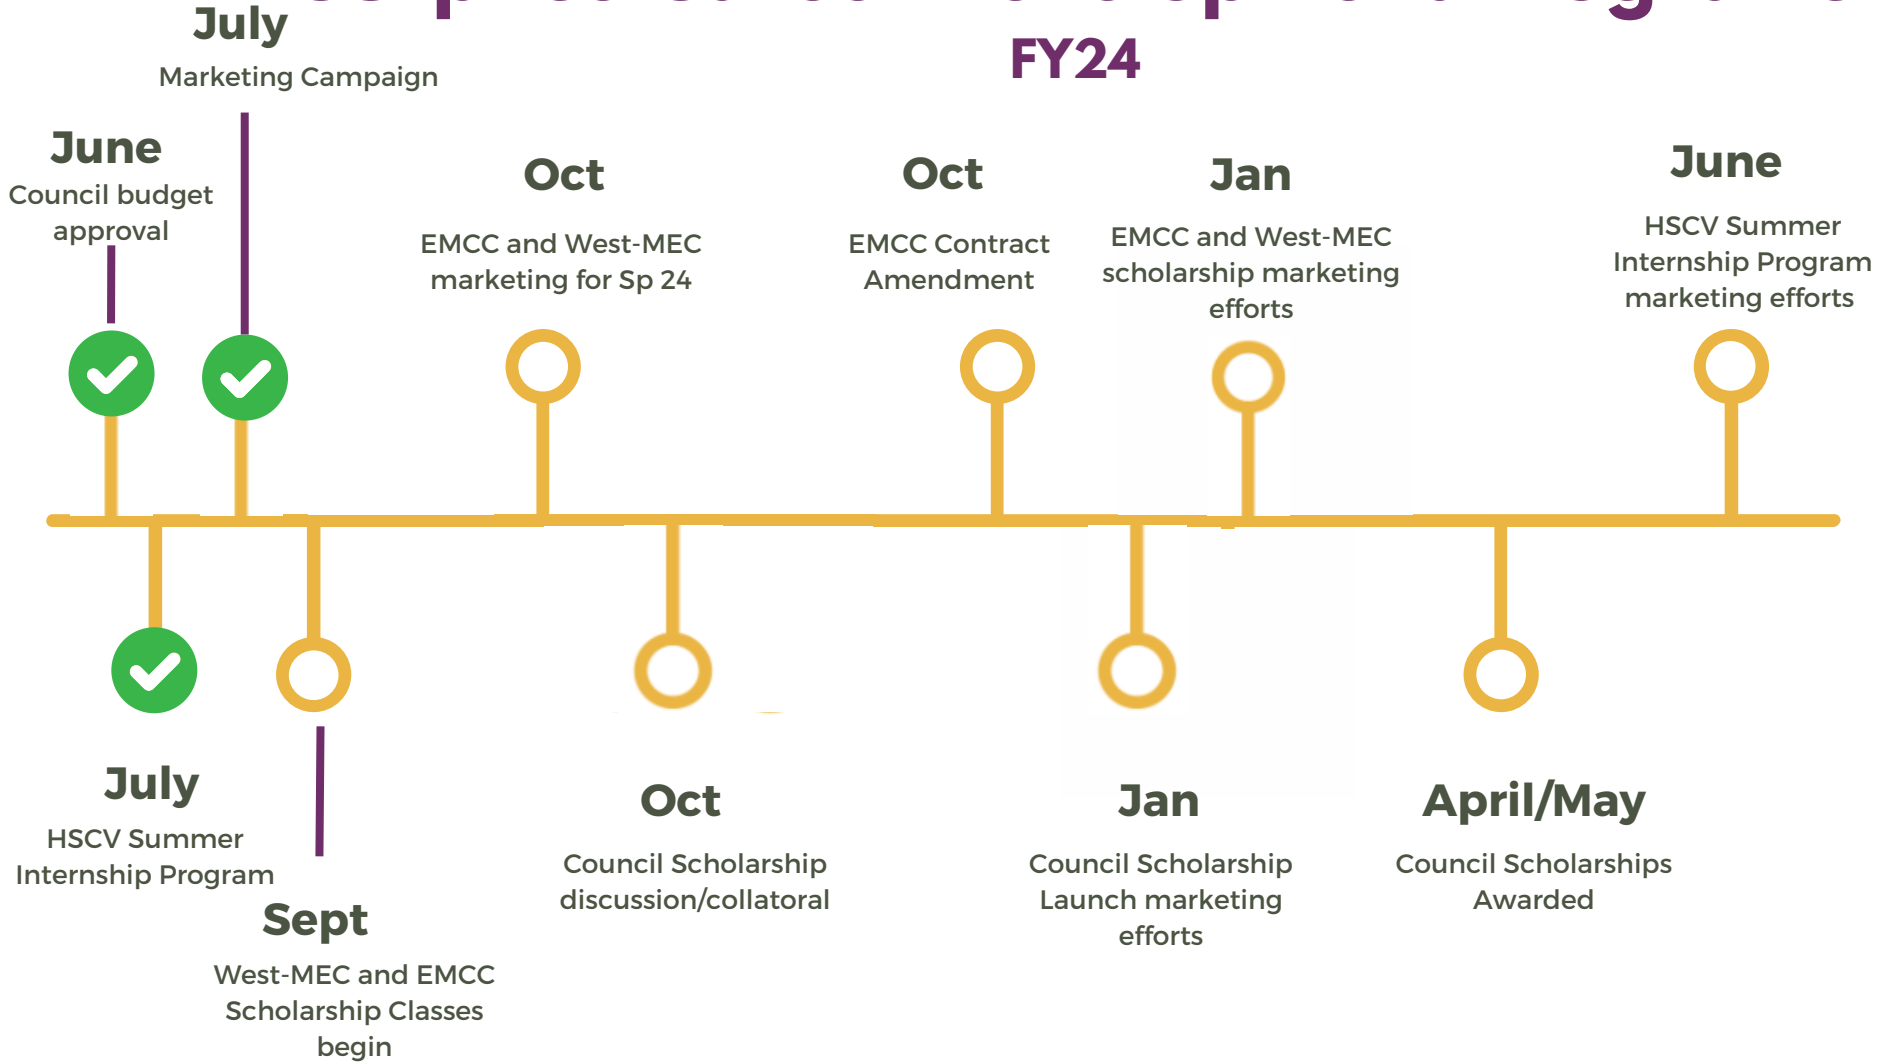 FY24
July
Marketing Campaign
June
Council budget
approval
Oct
EMCC and West-MEC
marketing for Sp 24
Oct
EMCC Contract
Amendment
Jan
EMCC and West-MEC
scholarship marketing
efforts
June
HSCV Summer
Internship Program
marketing efforts
July
HSCV Summer
Internship Program
Sept
West-MEC and EMCC
Scholarship Classes
begin
Oct
Council Scholarship
discussion/collatoral
Jan
Council Scholarship
Launch marketing
efforts
April/May
Council Scholarships
Awarded